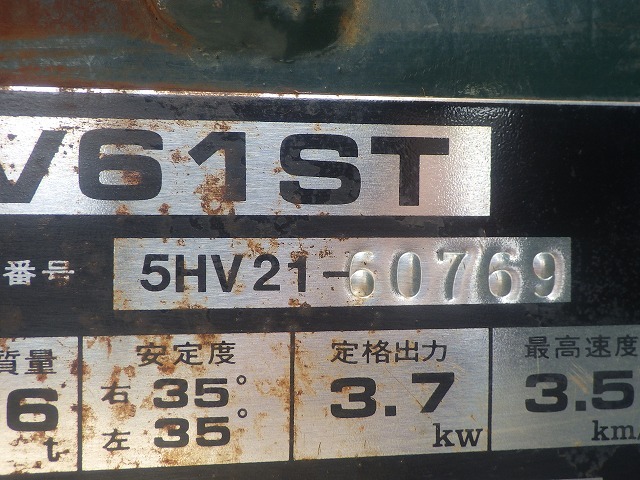 V61ST
番号 5HV21-60769
質量 安定度 定格出力 最高速度
6t 右 35° 左 35° 3.7 kw 3.5 km/